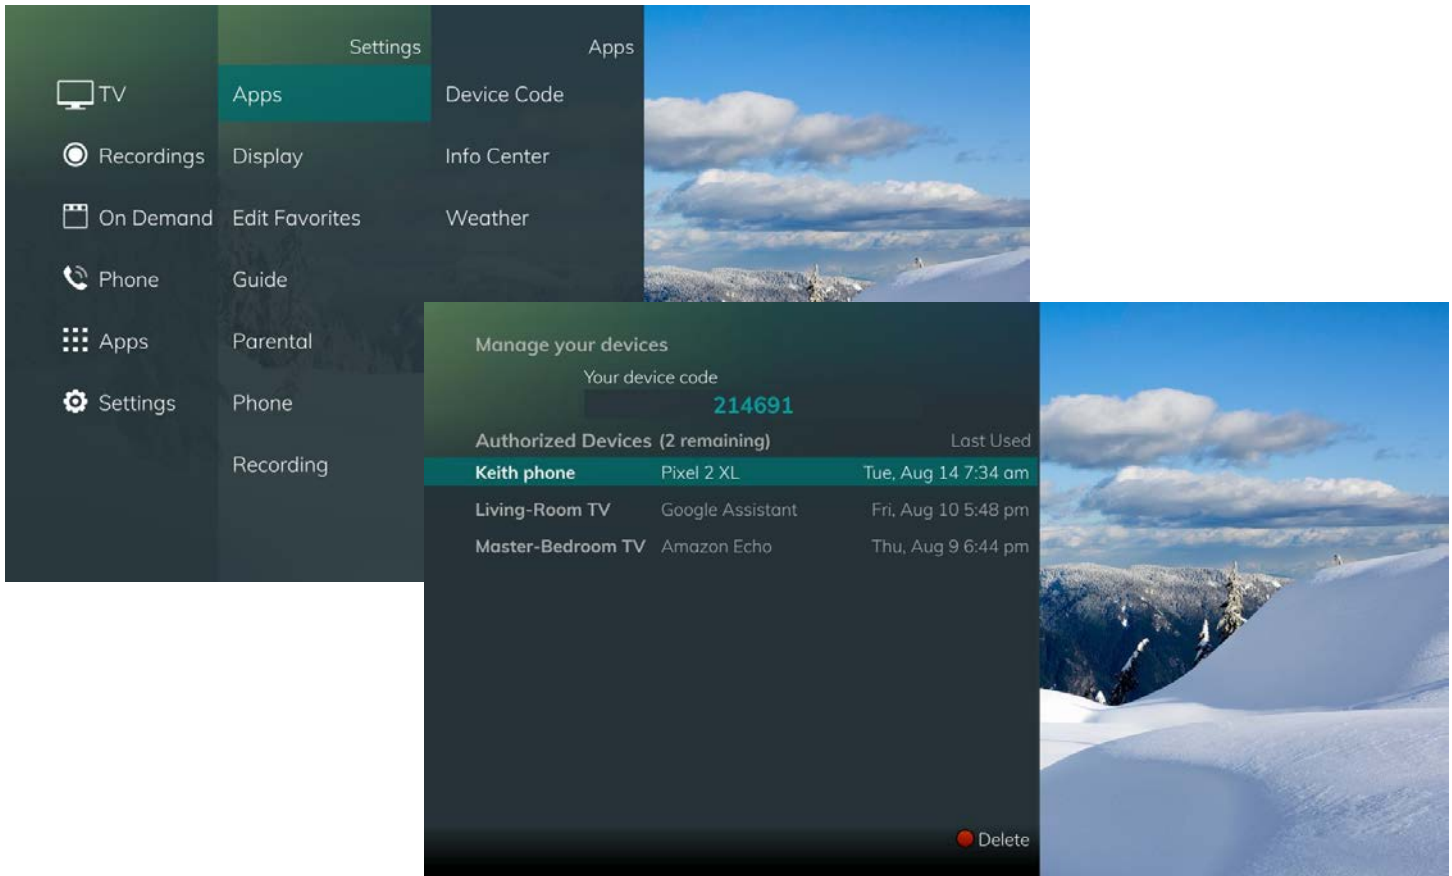 Settings
Apps
TV
Apps
Device Code
Recordings
Display
Info Center
On Demand
Edit Favorites
Weather
Phone
Guide
Apps
Parental
Settings
Phone
Recording
Manage your devices
Your device code
214691
Authorized Devices (2 remaining) Last Used
Keith phone Pixel 2 XL Tue, Aug 14 7:34 am
Living-Room TV Google Assistant Fri, Aug 10 5:48 pm
Master-Bedroom TV Amazon Echo Thu, Aug 9 6:44 pm
Delete